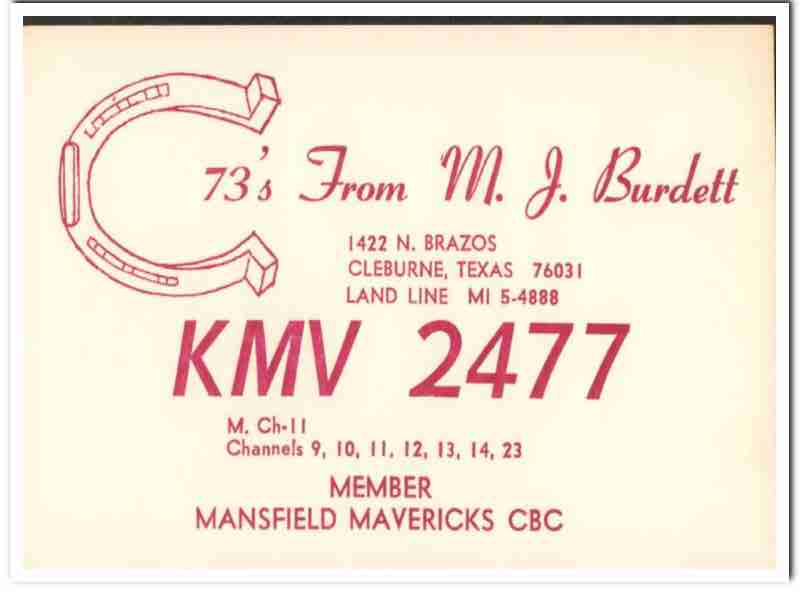 73's From M. J. Burdett
1422 N. BRAZOS
CLEBURNE, TEXAS 76031
LAND LINE MI 5-4888
KMV 2477
M. Ch-11
Channels 9, 10, 11, 12, 13, 14, 23
MEMBER
MANSFIELD MAVERICKS CBC